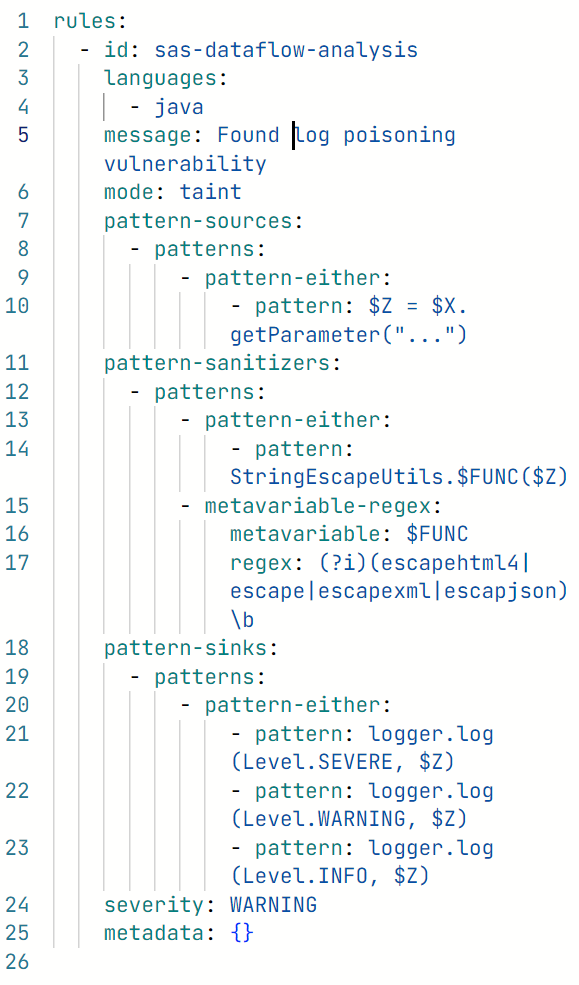 1 rules:
2 - id: sas-dataflow-analysis
3 languages:
4 - java
5 message: Found log poisoning
vulnerability
6 mode: taint
7 pattern-sources:
8 - patterns:
9 - pattern-either:
10 - pattern: $Z = $X.
getParameter("...")
11 pattern-sanitizers:
12 - patterns:
13 - pattern-either:
14 - pattern:
StringEscapeUtils.$FUNC($Z)
15 - metavariable-regex:
16 metavariable: $FUNC
17 regex: (?i)(escapehtml4|
escape|escapexml|escapjson)
\b
18 pattern-sinks:
19 - patterns:
20 - pattern-either:
21 - pattern: logger.log
(Level.SEVERE, $Z)
22 - pattern: logger.log
(Level.WARNING, $Z)
23 - pattern: logger.log
(Level.INFO, $Z)
24 severity: WARNING
25 metadata: {}
26